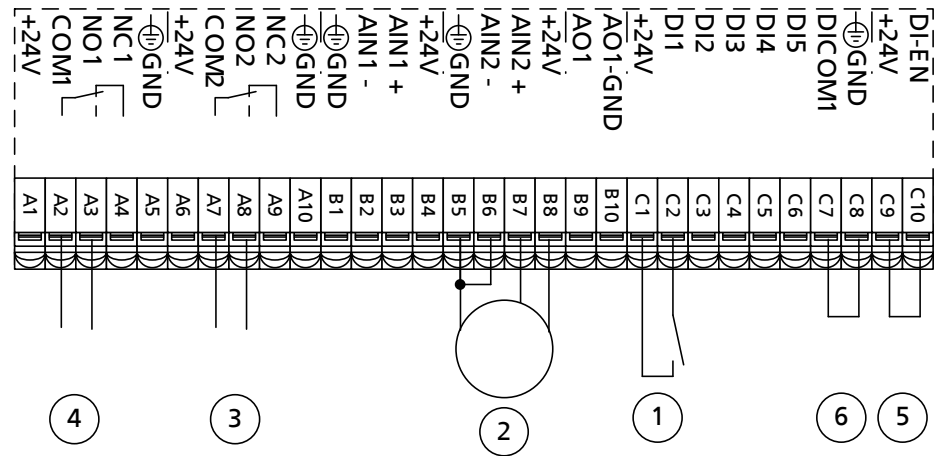 +24V
COM1
NO1
NC1
GND
+24V
COM2
NO2
NC2
GND
GND
AIN1 -
AIN1 +
+24V
GND
AIN2 -
AIN2 +
+24V
AO1
AO1-GND
+24V
DI1
DI2
DI3
DI4
DI5
DICOM1
GND
+24V
DI-EN
A1 A2 A3 A4 A5 A6 A7 A8 A9 A10 B1 B2 B3 B4 B5 B6 B7 B8 B9 B10 C1 C2 C3 C4 C5 C6 C7 C8 C9 C10
4 3 2 1 6 5